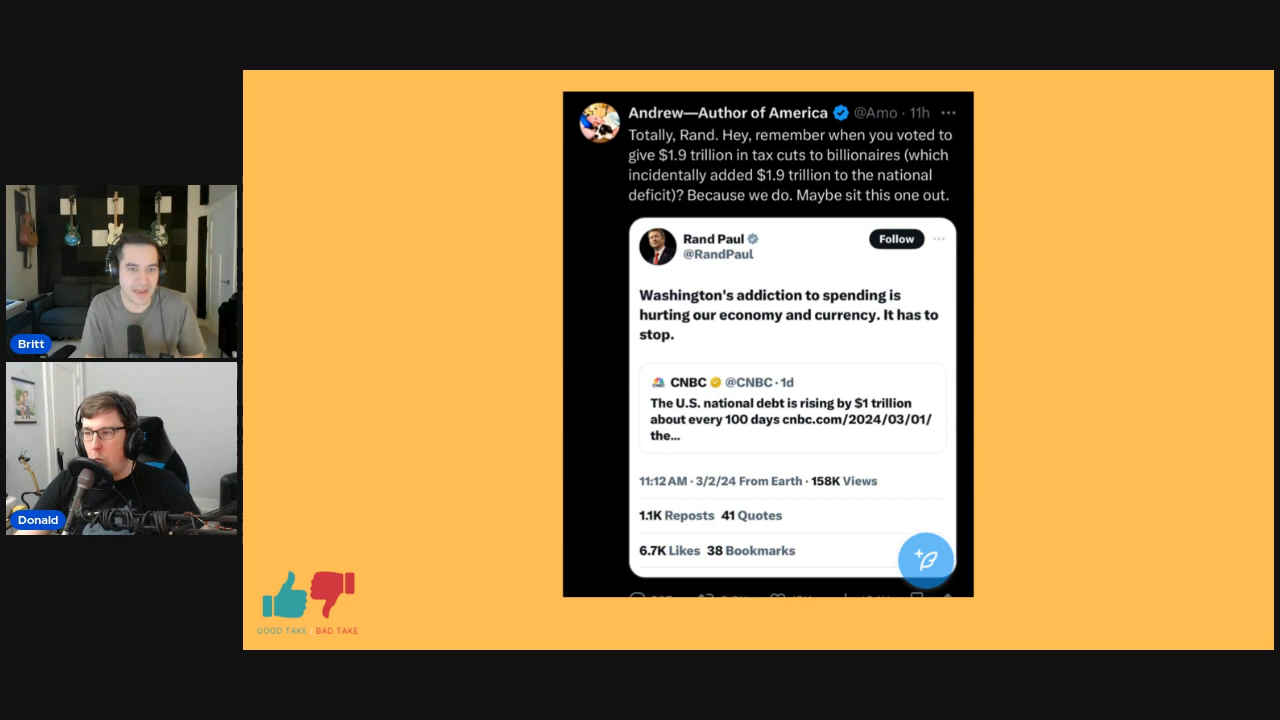 Andrew—Author of America @Amo · 11h ···
Totally, Rand. Hey, remember when you voted to
give $1.9 trillion in tax cuts to billionaires (which
incidentally added $1.9 trillion to the national
deficit)? Because we do. Maybe sit this one out.
Rand Paul
@RandPaul
Follow ···
Washington's addiction to spending is
hurting our economy and currency. It has to
stop.
CNBC @CNBC · 1d
The U.S. national debt is rising by $1 trillion
about every 100 days cnbc.com/2024/03/01/
the...
11:12 AM · 3/2/24 From Earth · 158K Views
1.1K Reposts 41 Quotes
6.7K Likes 38 Bookmarks
Britt
Donald
GOOD TAKE / BAD TAKE